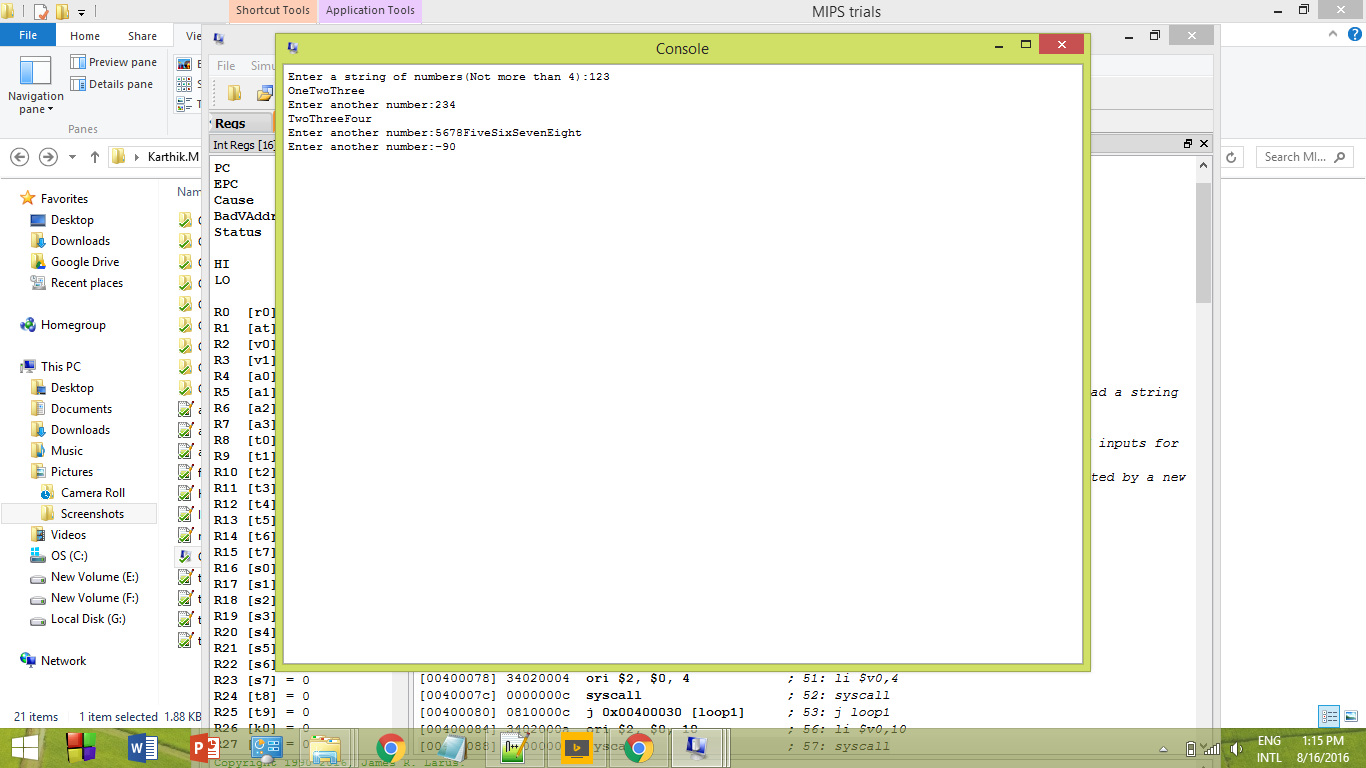 Shortcut Tools
Application Tools
MIPS trials
File
Home
Share
Vie
Preview pane
Details pane
Navigation
pane
Panes
Karthik.M
Search MI...
Favorites
Desktop
Downloads
Google Drive
Recent places
Homegroup
This PC
Desktop
Documents
Downloads
Music
Pictures
Camera Roll
Screenshots
Videos
OS (C:)
New Volume (E:)
New Volume (F:)
Local Disk (G:)
Network
21 items
1 item selected
1.88 KB
Nam
File
Simu
Regs
Int Regs [16]
PC
EPC
Cause
BadVAddr
Status
HI
LO
R0 [r0]
R1 [at]
R2 [v0]
R3 [v1]
R4 [a0]
R5 [a1]
R6 [a2]
R7 [a3]
R8 [t0]
R9 [t1]
R10 [t2]
R11 [t3]
R12 [t4]
R13 [t5]
R14 [t6]
R15 [t7]
R16 [s0]
R17 [s1]
R18 [s2]
R19 [s3]
R20 [s4]
R21 [s5]
R22 [s6]
R23 [s7] = 0
R24 [t8] = 0
R25 [t9] = 0
R26 [k0] = 0
R27
Console
Enter a string of numbers(Not more than 4):123
OneTwoThree
Enter another number:234
TwoThreeFour
Enter another number:5678FiveSixSevenEight
Enter another number:-90
ad a string
inputs for
ted by a new
[00400078] 34020004 ori $2, $0, 4 ; 51: li $v0,4
[0040007c] 0000000c syscall ; 52: syscall
[00400080] 0810000c j 0x00400030 [loop1] ; 53: j loop1
[00400084] 3402000a ori $2, $0, 10 ; 56: li $v0,10
; 57: syscall
Copyright 1990-2016, James R. Larus.
ENG
INTL
1:15 PM
8/16/2016